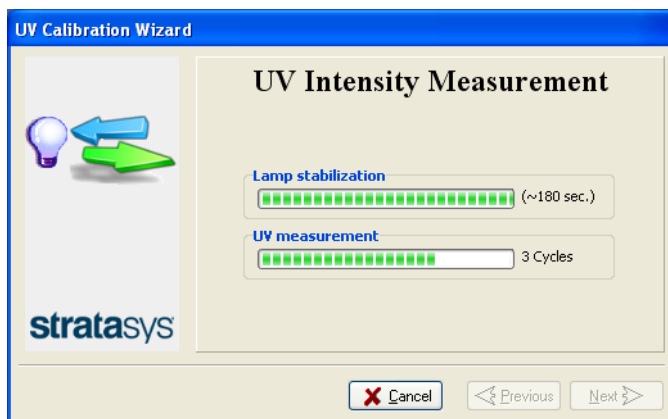 UV Calibration Wizard
UV Intensity Measurement
Lamp stabilization
(~180 sec.)
UV measurement
3 Cycles
stratasys
Cancel
Previous
Next